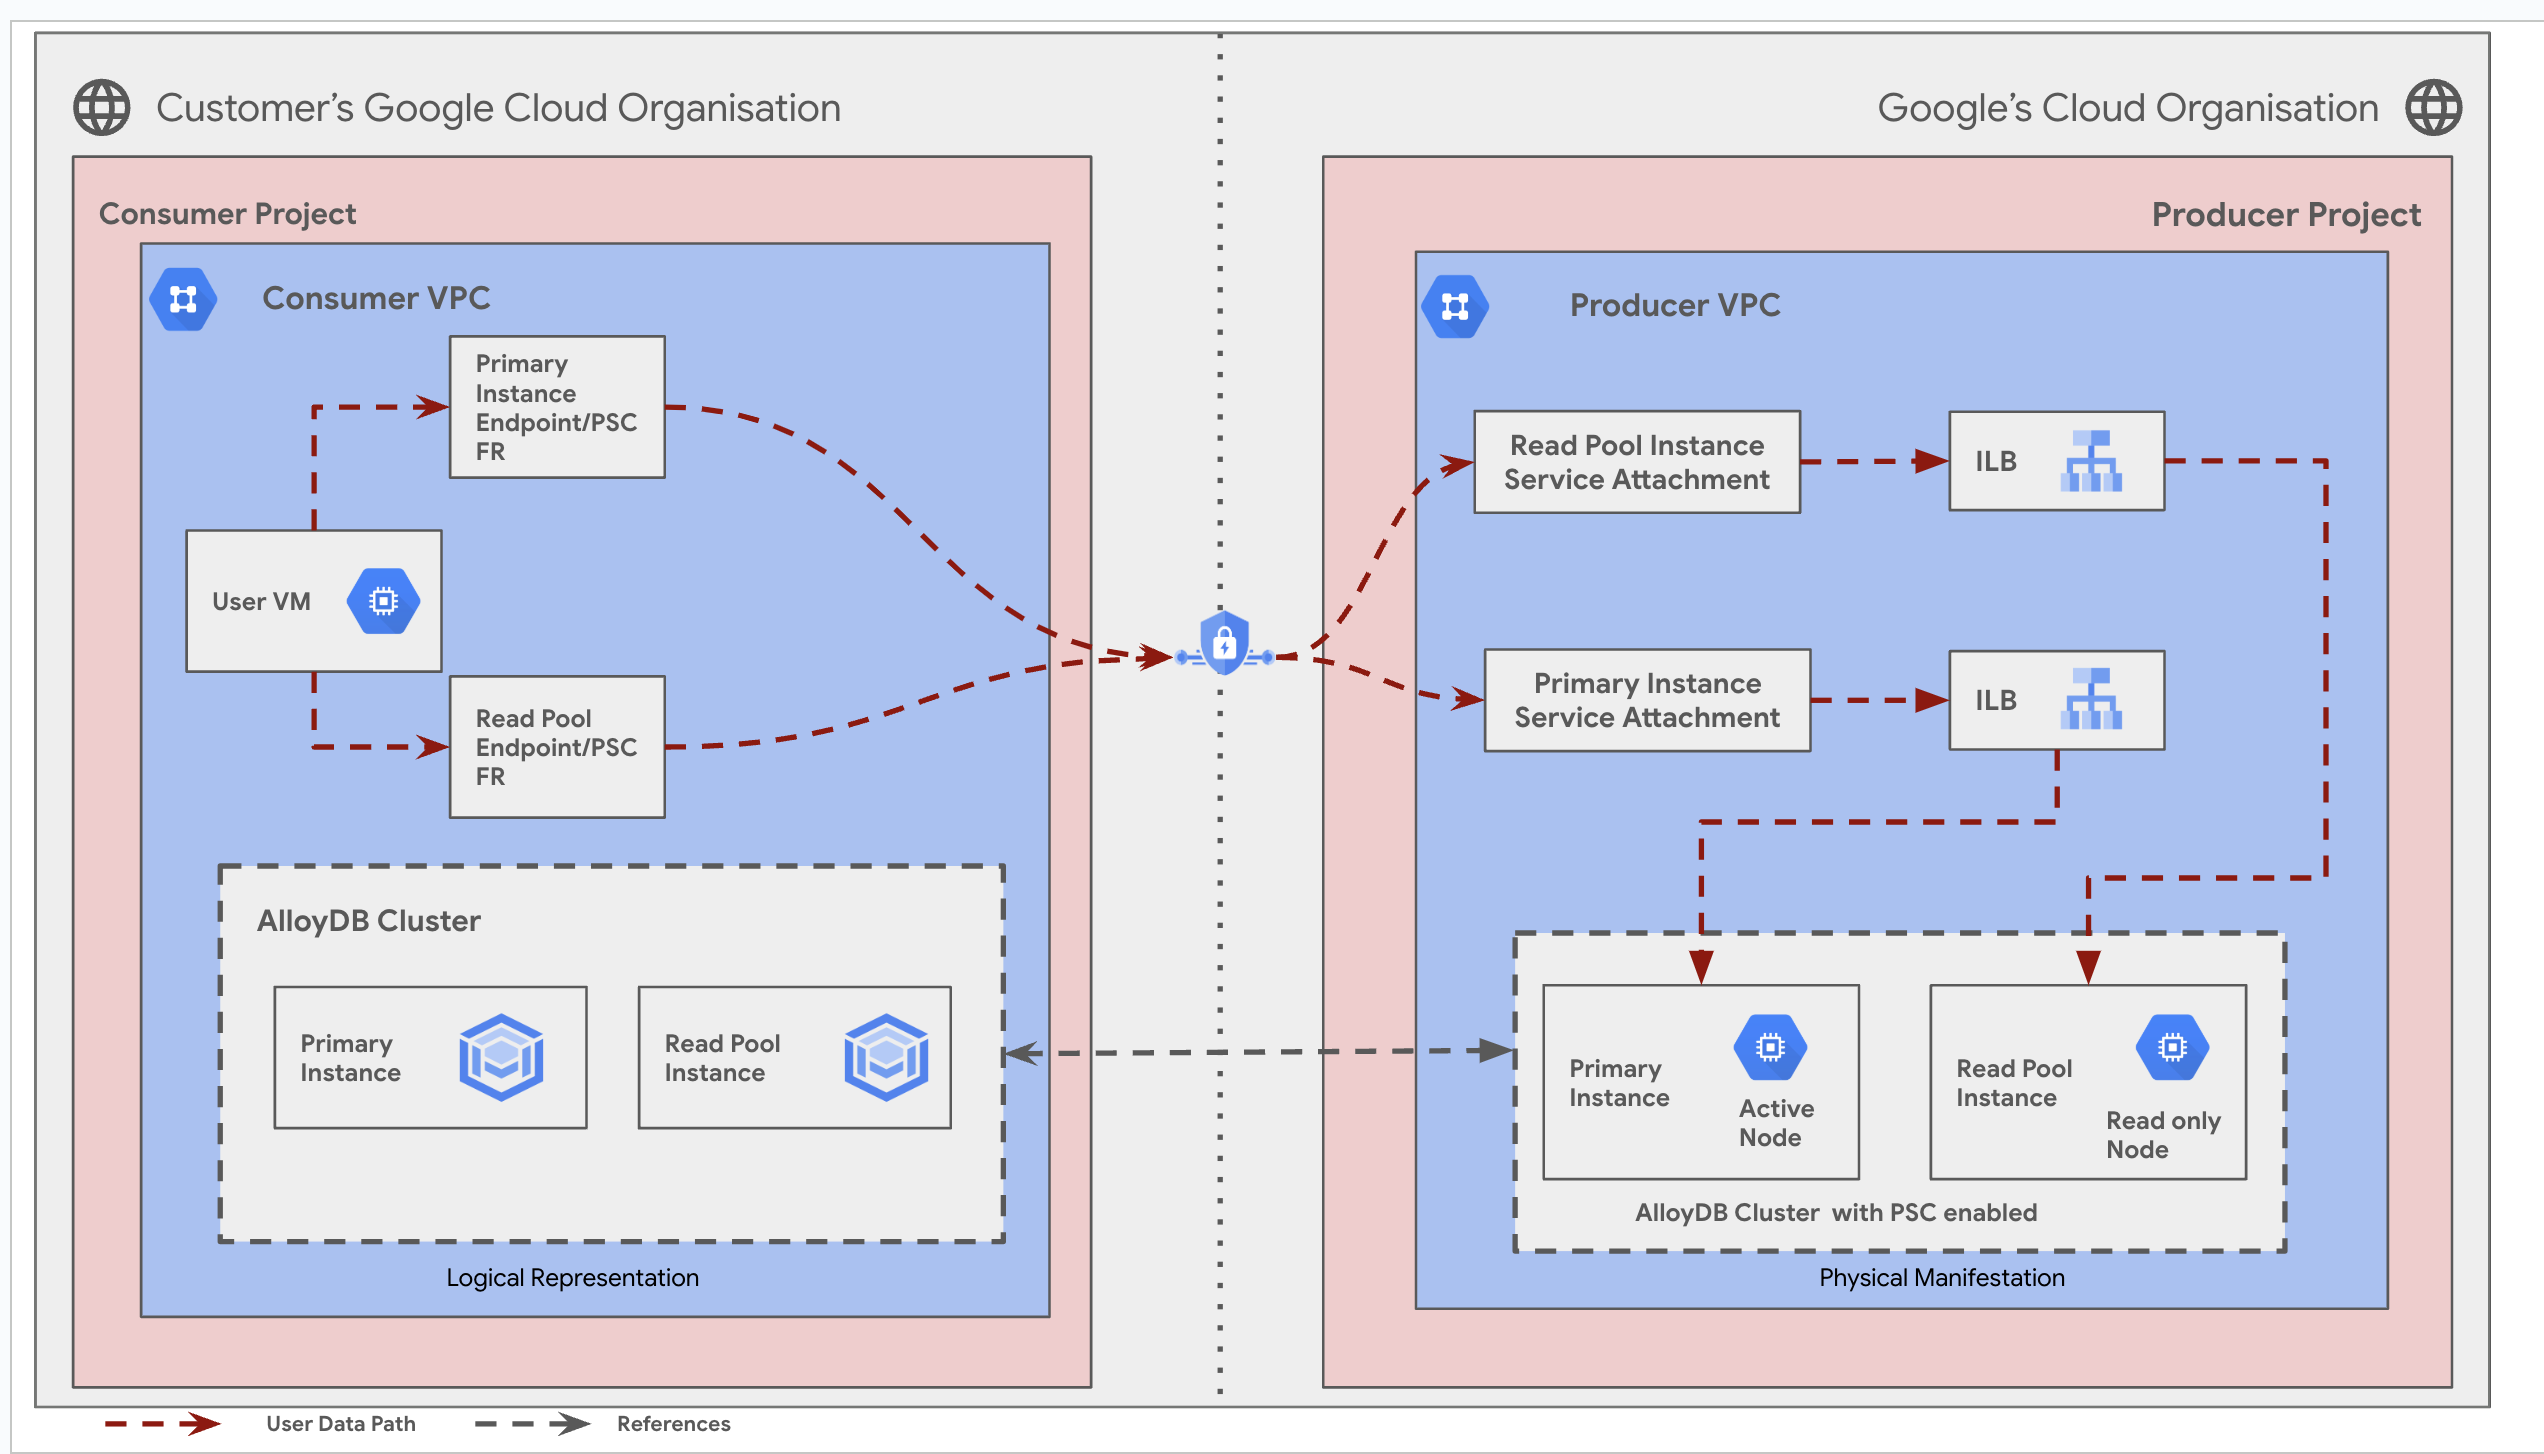 Customer’s Google Cloud Organisation
Google’s Cloud Organisation
Consumer Project
Consumer VPC
Primary
Instance
Endpoint/PSC
FR
User VM
Read Pool
Endpoint/PSC
FR
AlloyDB Cluster
Primary
Instance
Read Pool
Instance
Logical Representation
Producer Project
Producer VPC
Read Pool Instance
Service Attachment
ILB
Primary Instance
Service Attachment
ILB
Primary
Instance
Active
Node
Read Pool
Instance
Read only
Node
AlloyDB Cluster with PSC enabled
Physical Manifestation
User Data Path
References